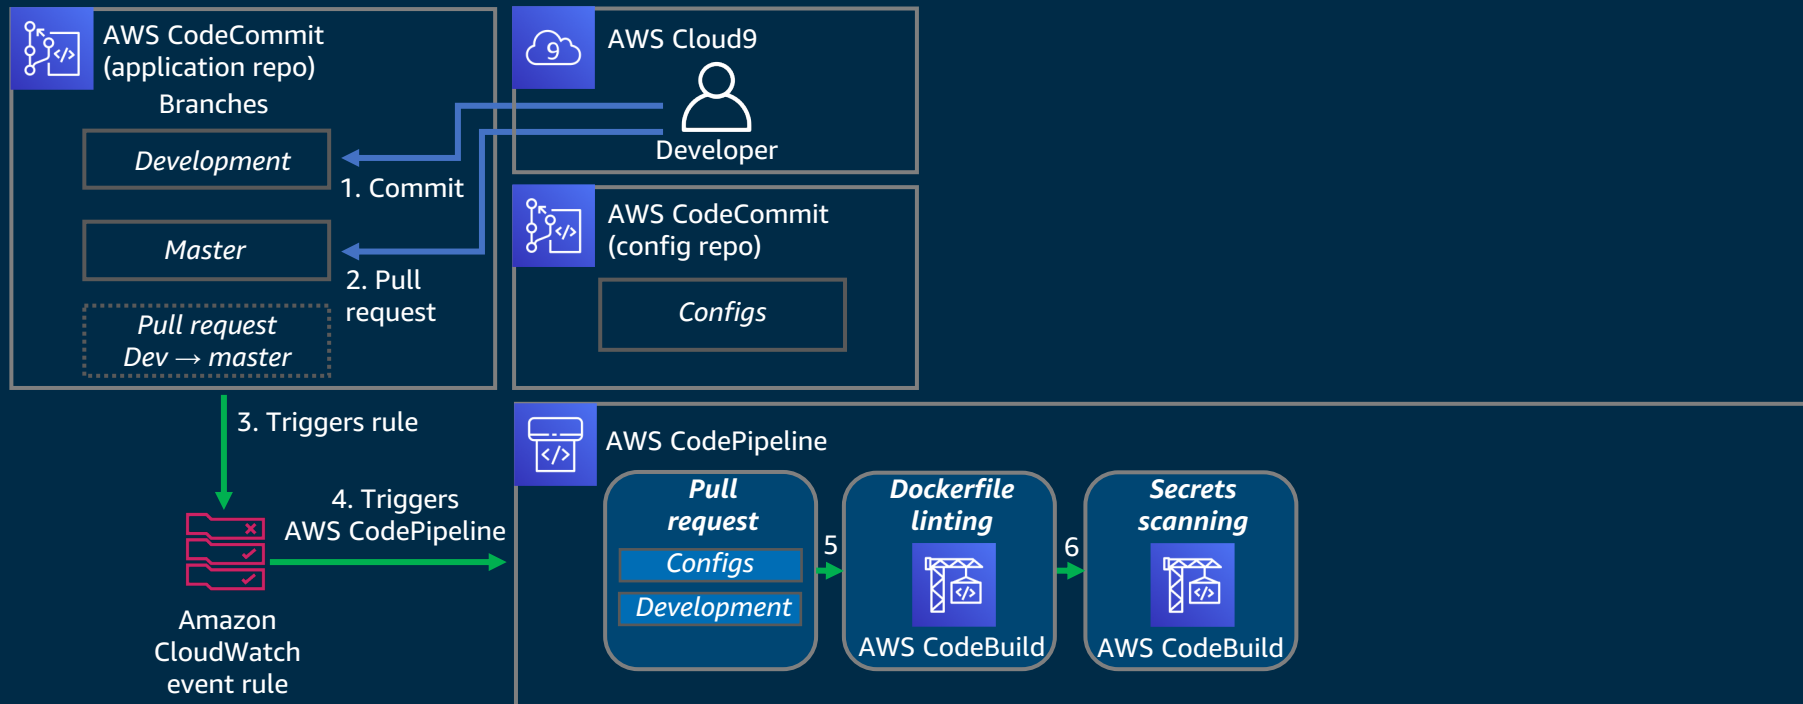 AWS CodeCommit
(application repo)
Branches
Development
Master
Pull request
Dev → master
1. Commit
2. Pull
request
9
AWS Cloud9
Developer
AWS CodeCommit
(config repo)
Configs
3. Triggers rule
4. Triggers
AWS CodePipeline
Amazon
CloudWatch
event rule
AWS CodePipeline
Pull
request
Configs
Development
5
Dockerfile
linting
AWS CodeBuild
6
Secrets
scanning
AWS CodeBuild